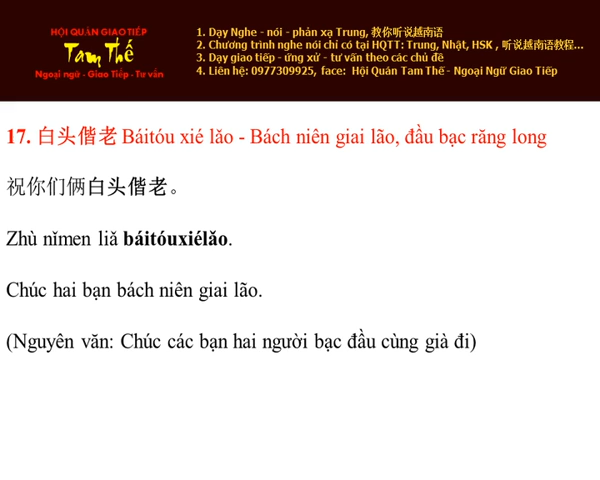 HỘI QUÁN GIAO TIẾP
Tam Thế
Ngoại ngữ - Giao Tiếp - Tư vấn
1. Dạy Nghe - nói - phản xạ Trung, 教你听说越南语
2. Chương trình nghe nói chỉ có tại HQTT: Trung, Nhật, HSK , 听说越南语教程...
3. Dạy giao tiếp - ứng xử - tư vấn theo các chủ đề
4. Liên hệ: 0977309925, face: Hội Quán Tam Thế - Ngoại Ngữ Giao Tiếp
17. 白头偕老 Báitóu xié lǎo - Bách niên giai lão, đầu bạc răng long
祝你们俩白头偕老。
Zhù nǐmen liǎ báitóuxiélǎo.
Chúc hai bạn bách niên giai lão.
(Nguyên văn: Chúc các bạn hai người bạc đầu cùng già đi)